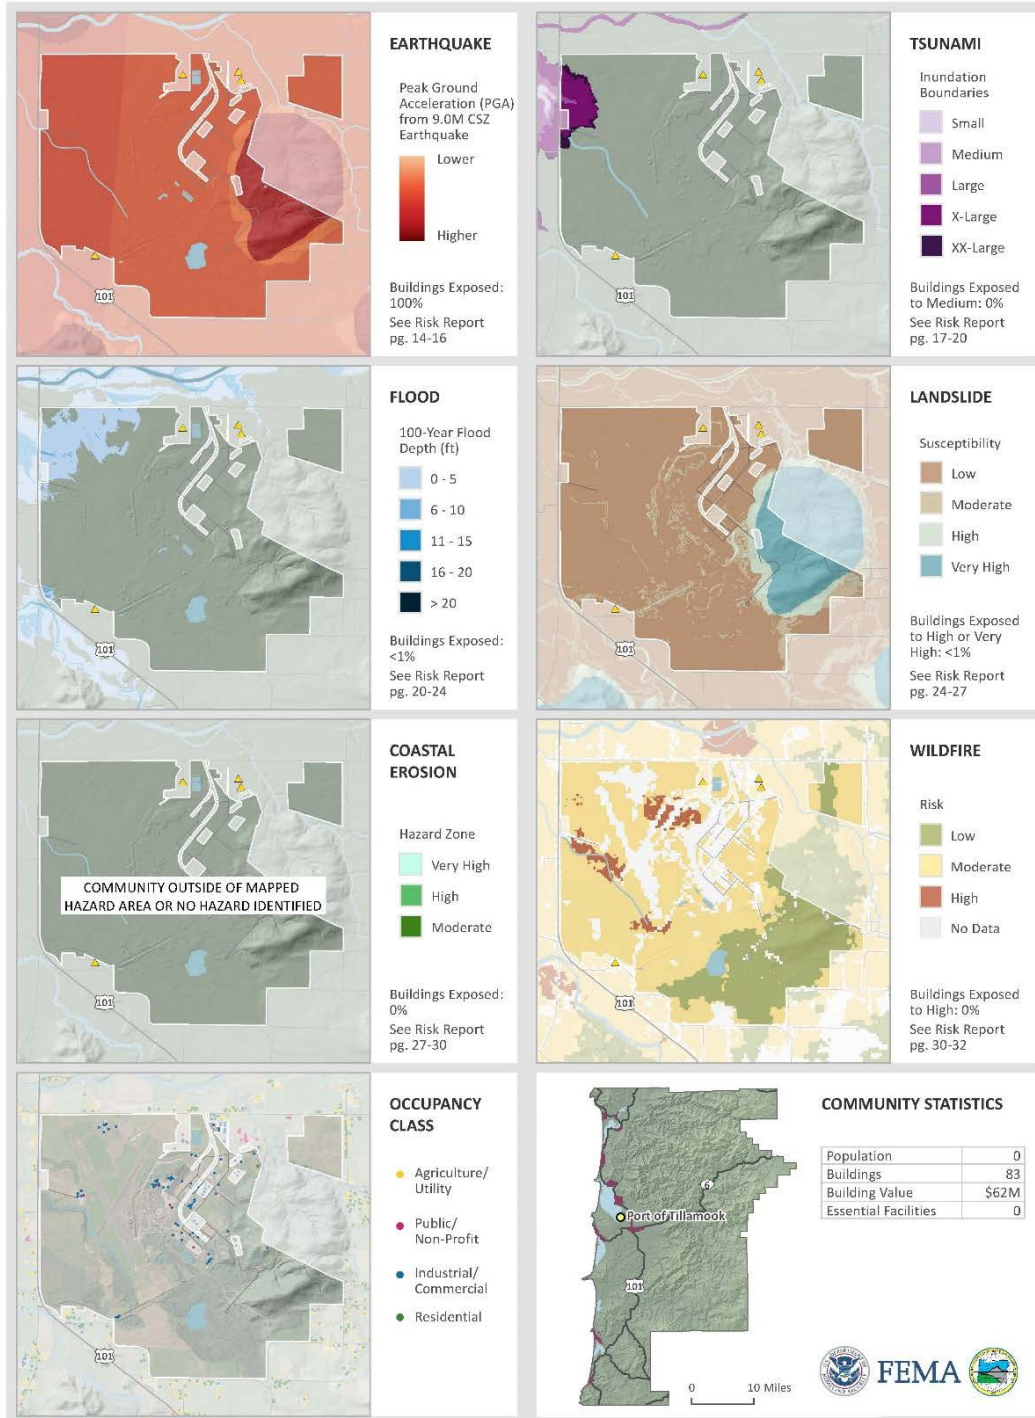 EARTHQUAKE
Peak Ground
Acceleration (PGA)
from 9.0M CSZ
Earthquake
Lower
Higher
Buildings Exposed:
100%
See Risk Report
pg. 14-16
101
TSUNAMI
Inundation
Boundaries
Small
Medium
Large
X-Large
XX-Large
Buildings Exposed
to Medium: 0%
See Risk Report
pg. 17-20
101
FLOOD
100-Year Flood
Depth (ft)
0 - 5
6 - 10
11 - 15
16 - 20
> 20
Buildings Exposed:
<1%
See Risk Report
pg. 20-24
101
LANDSLIDE
Susceptibility
Low
Moderate
High
Very High
Buildings Exposed
to High or Very
High: <1%
See Risk Report
pg. 24-27
101
COASTAL
EROSION
Hazard Zone
Very High
High
Moderate
COMMUNITY OUTSIDE OF MAPPED
HAZARD AREA OR NO HAZARD IDENTIFIED
Buildings Exposed:
0%
See Risk Report
pg. 27-30
101
WILDFIRE
Risk
Low
Moderate
High
No Data
Buildings Exposed
to High: 0%
See Risk Report
pg. 30-32
101
OCCUPANCY
CLASS
Agriculture/
Utility
Public/
Non-Profit
Industrial/
Commercial
Residential
101
COMMUNITY STATISTICS
Population 0
Buildings 83
Building Value $62M
Essential Facilities 0
6
Port of Tillamook
101
0 10 Miles
FEMA